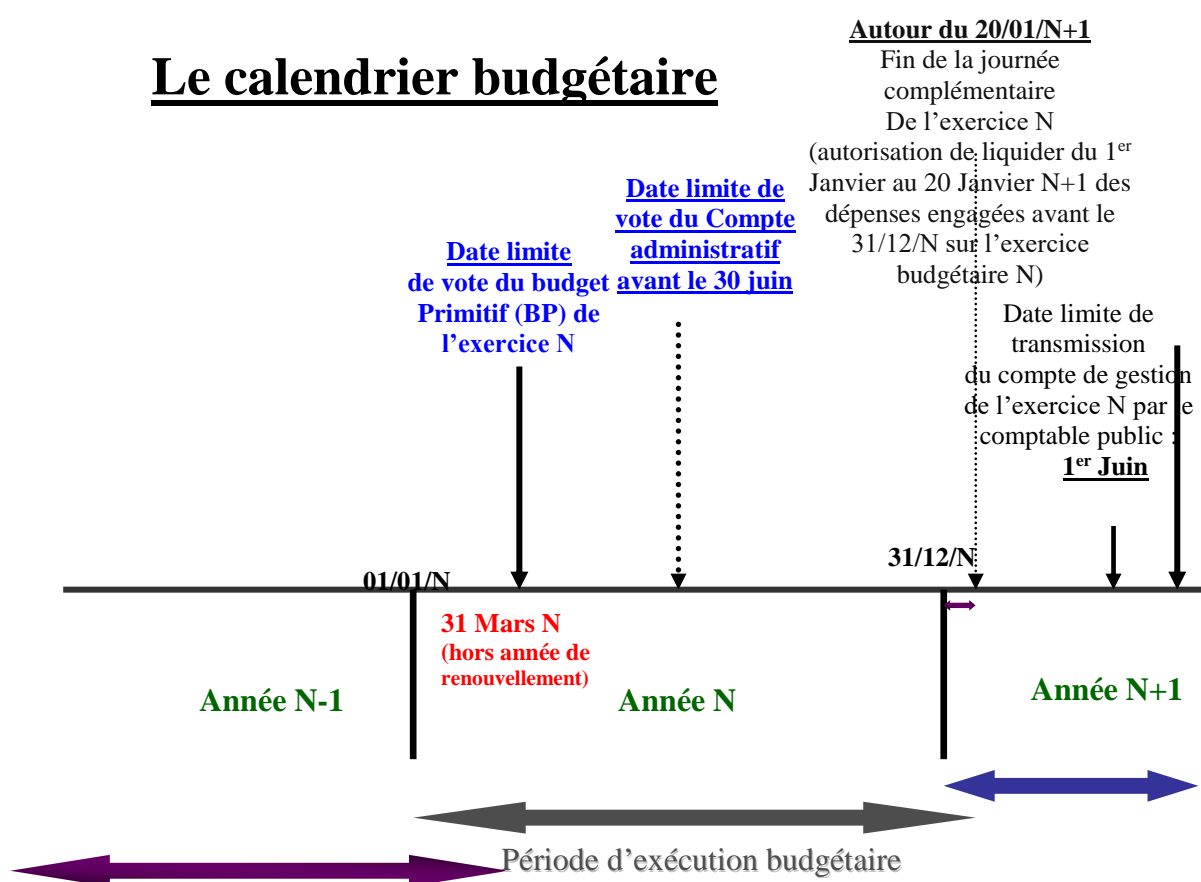 Le calendrier budgétaire
Autour du 20/01/N+1
Fin de la journée
complémentaire
De l'exercice N
(autorisation de liquider du 1er
Janvier au 20 Janvier N+1 des
dépenses engagées avant le
31/12/N sur l'exercice
budgétaire N)
Date limite de
vote du Compte
administratif
avant le 30 juin
Date limite
de vote du budget
Primitif (BP) de
l'exercice N
Date limite de
transmission
du compte de gestion
de l'exercice N par le
comptable public :
1er Juin
01/01/N
31/12/N
31 Mars N
(hors année de
renouvellement)
Année N-1
Année N
Année N+1
Période d'exécution budgétaire